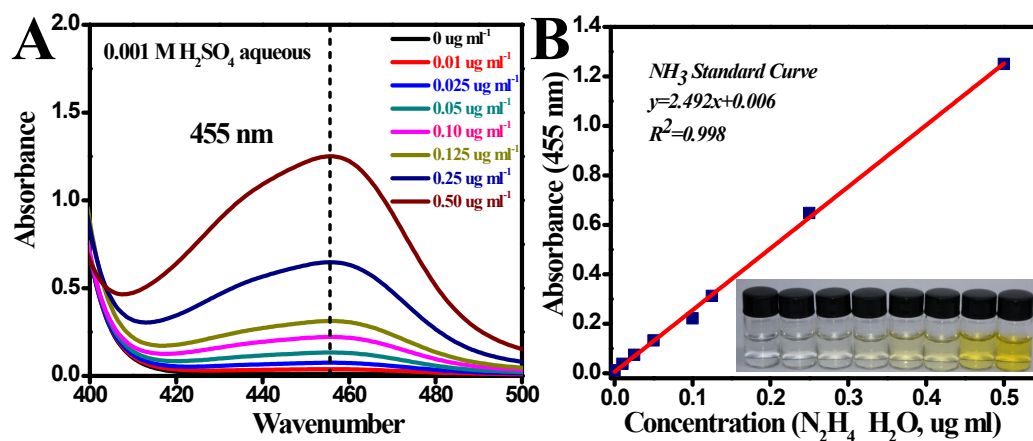 A
0.001 M H₂SO₄ aqueous
455 nm
0 ug ml⁻¹
0.01 ug ml⁻¹
0.025 ug ml⁻¹
0.05 ug ml⁻¹
0.10 ug ml⁻¹
0.125 ug ml⁻¹
0.25 ug ml⁻¹
0.50 ug ml⁻¹
Absorbance
2.0
1.5
1.0
0.5
0.0
400
420
440
460
480
500
Wavenumber
B
NH₃ Standard Curve
y=2.492x+0.006
R²=0.998
Absorbance (455 nm)
1.4
1.2
0.8
0.6
0.4
0.2
0.0
0.0
0.1
0.2
0.3
0.4
0.5
Concentration (N₂H₄ H₂O, ug ml)